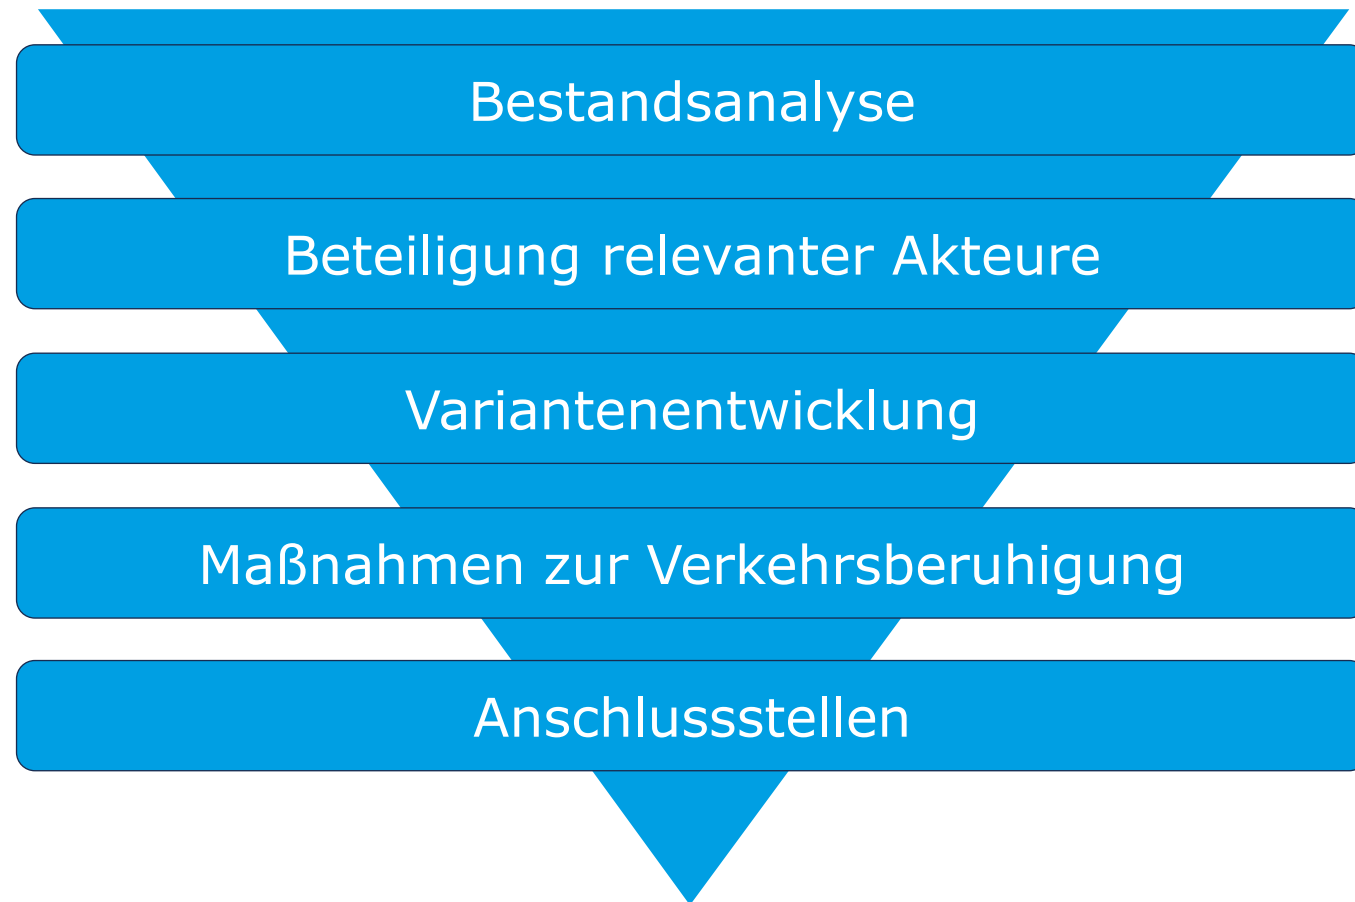 Bestandsanalyse
Beteiligung relevanter Akteure
Variantenentwicklung
Maßnahmen zur Verkehrsberuhigung
Anschlussstellen